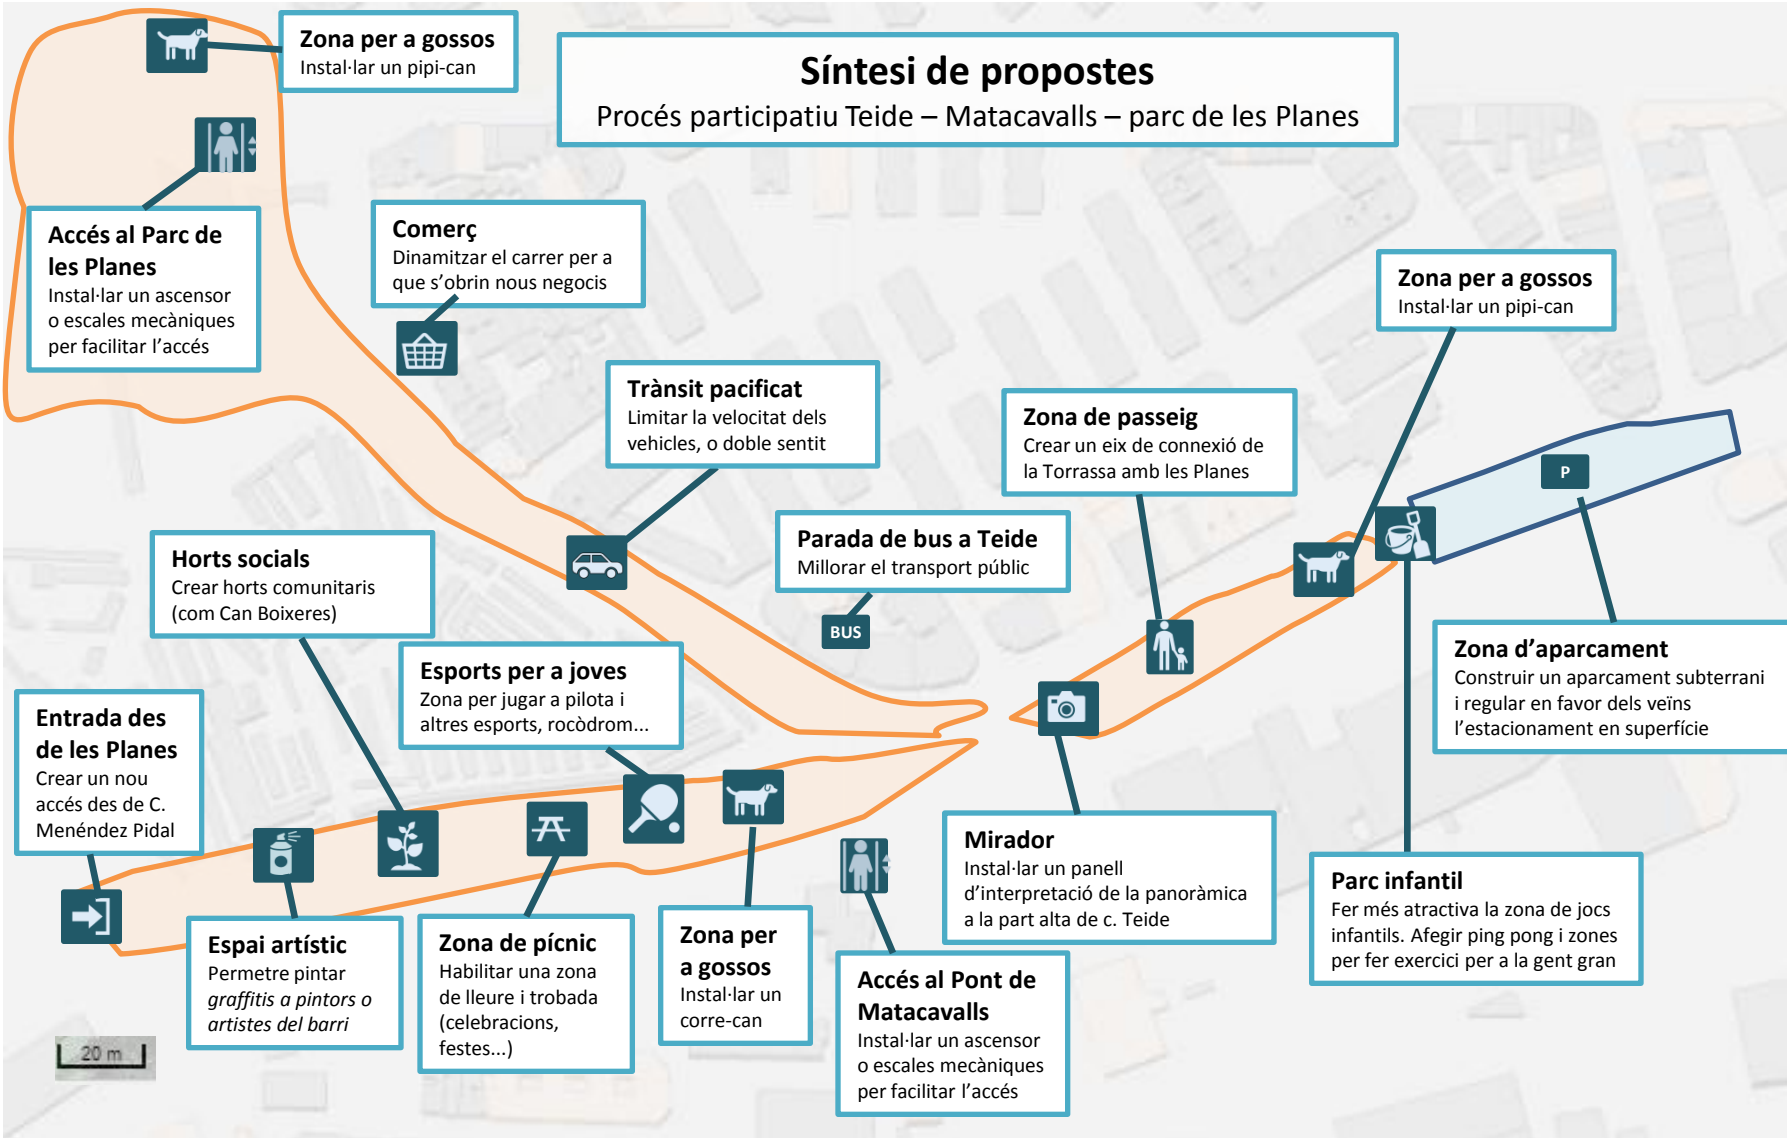 Síntesi de propostes
Procés participatiu Teide – Matacavalls – parc de les Planes
Zona per a gossos
Instal·lar un pipi-can
Accés al Parc de
les Planes
Instal·lar un ascensor
o escales mecàniques
per facilitar l’accés
Comerç
Dinamitzar el carrer per a
que s’obrin nous negocis
Zona per a gossos
Instal·lar un pipi-can
Trànsit pacificat
Limitar la velocitat dels
vehicles, o doble sentit
Zona de passeig
Crear un eix de connexió de
la Torrassa amb les Planes
P
Parada de bus a Teide
Millorar el transport públic
BUS
Horts socials
Crear horts comunitaris
(com Can Boixeres)
Esports per a joves
Zona per jugar a pilota i
altres esports, rocòdrom...
Zona d’aparcament
Construir un aparcament subterrani
i regular en favor dels veïns
l’estacionament en superfície
Entrada des
de les Planes
Crear un nou
accés des de C.
Menéndez Pidal
Mirador
Instal·lar un panell
d’interpretació de la panoràmica
a la part alta de c. Teide
Parc infantil
Fer més atractiva la zona de jocs
infantils. Afegir ping pong i zones
per fer exercici per a la gent gran
Espai artístic
Permetre pintar
graffitis a pintors o
artistes del barri
Zona de pícnic
Habilitar una zona
de lleure i trobada
(celebracions,
festes...)
Zona per
a gossos
Instal·lar un
corre-can
Accés al Pont de
Matacavalls
Instal·lar un ascensor
o escales mecàniques
per facilitar l’accés
20 m